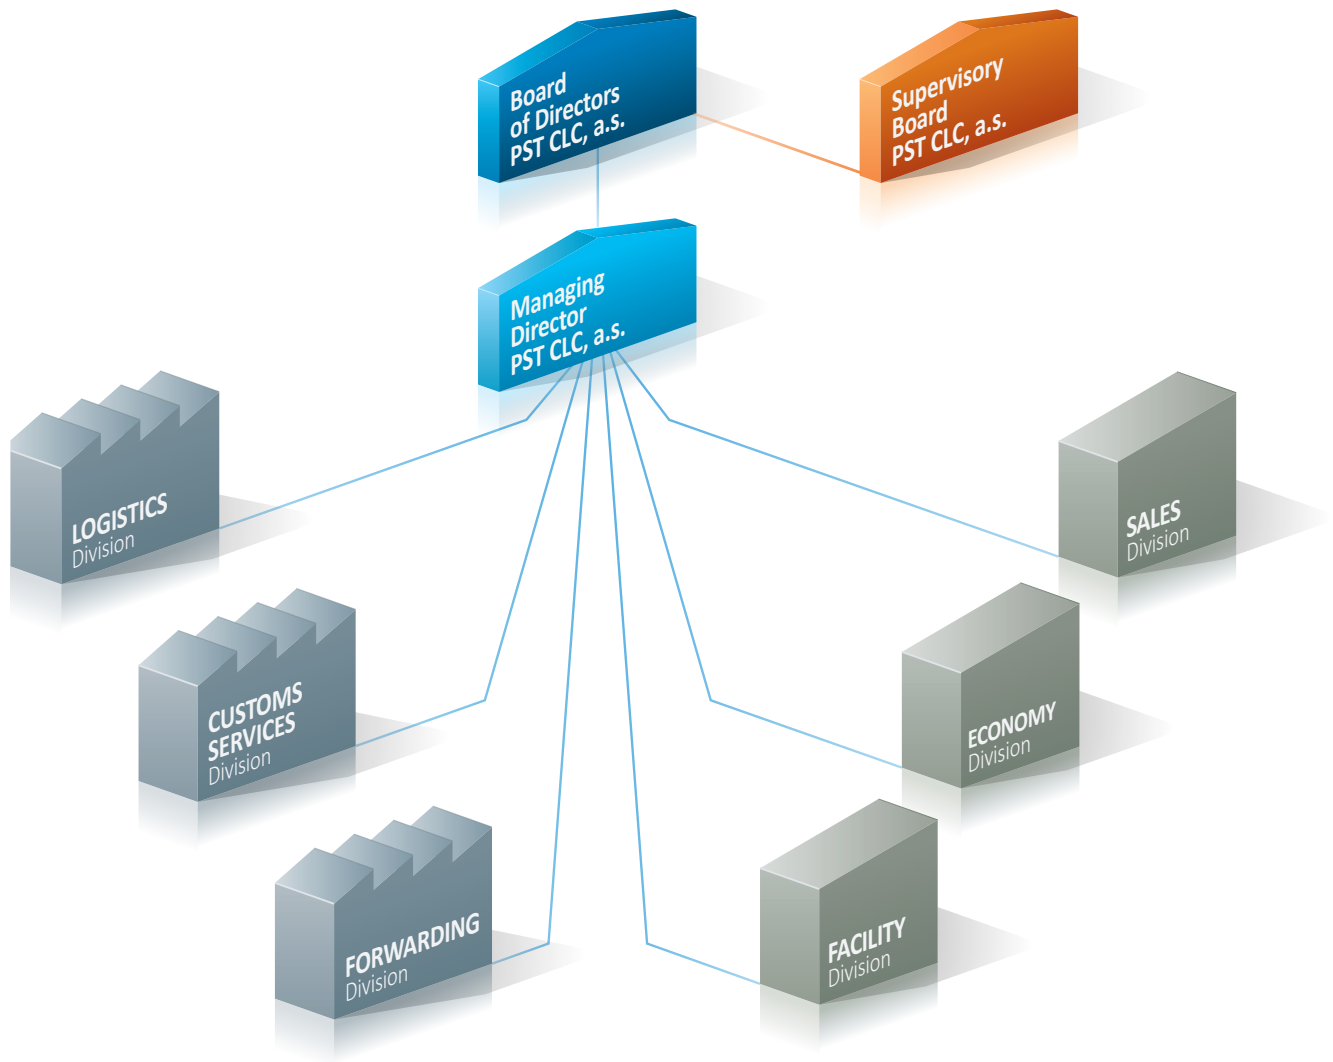 Board
of Directors
PST CLC, a.s.
Supervisory
Board
PST CLC, a.s.
Managing
Director
PST CLC, a.s.
LOGISTICS
Division
SALES
Division
CUSTOMS
SERVICES
Division
ECONOMY
Division
FORWARDING
Division
FACILITY
Division